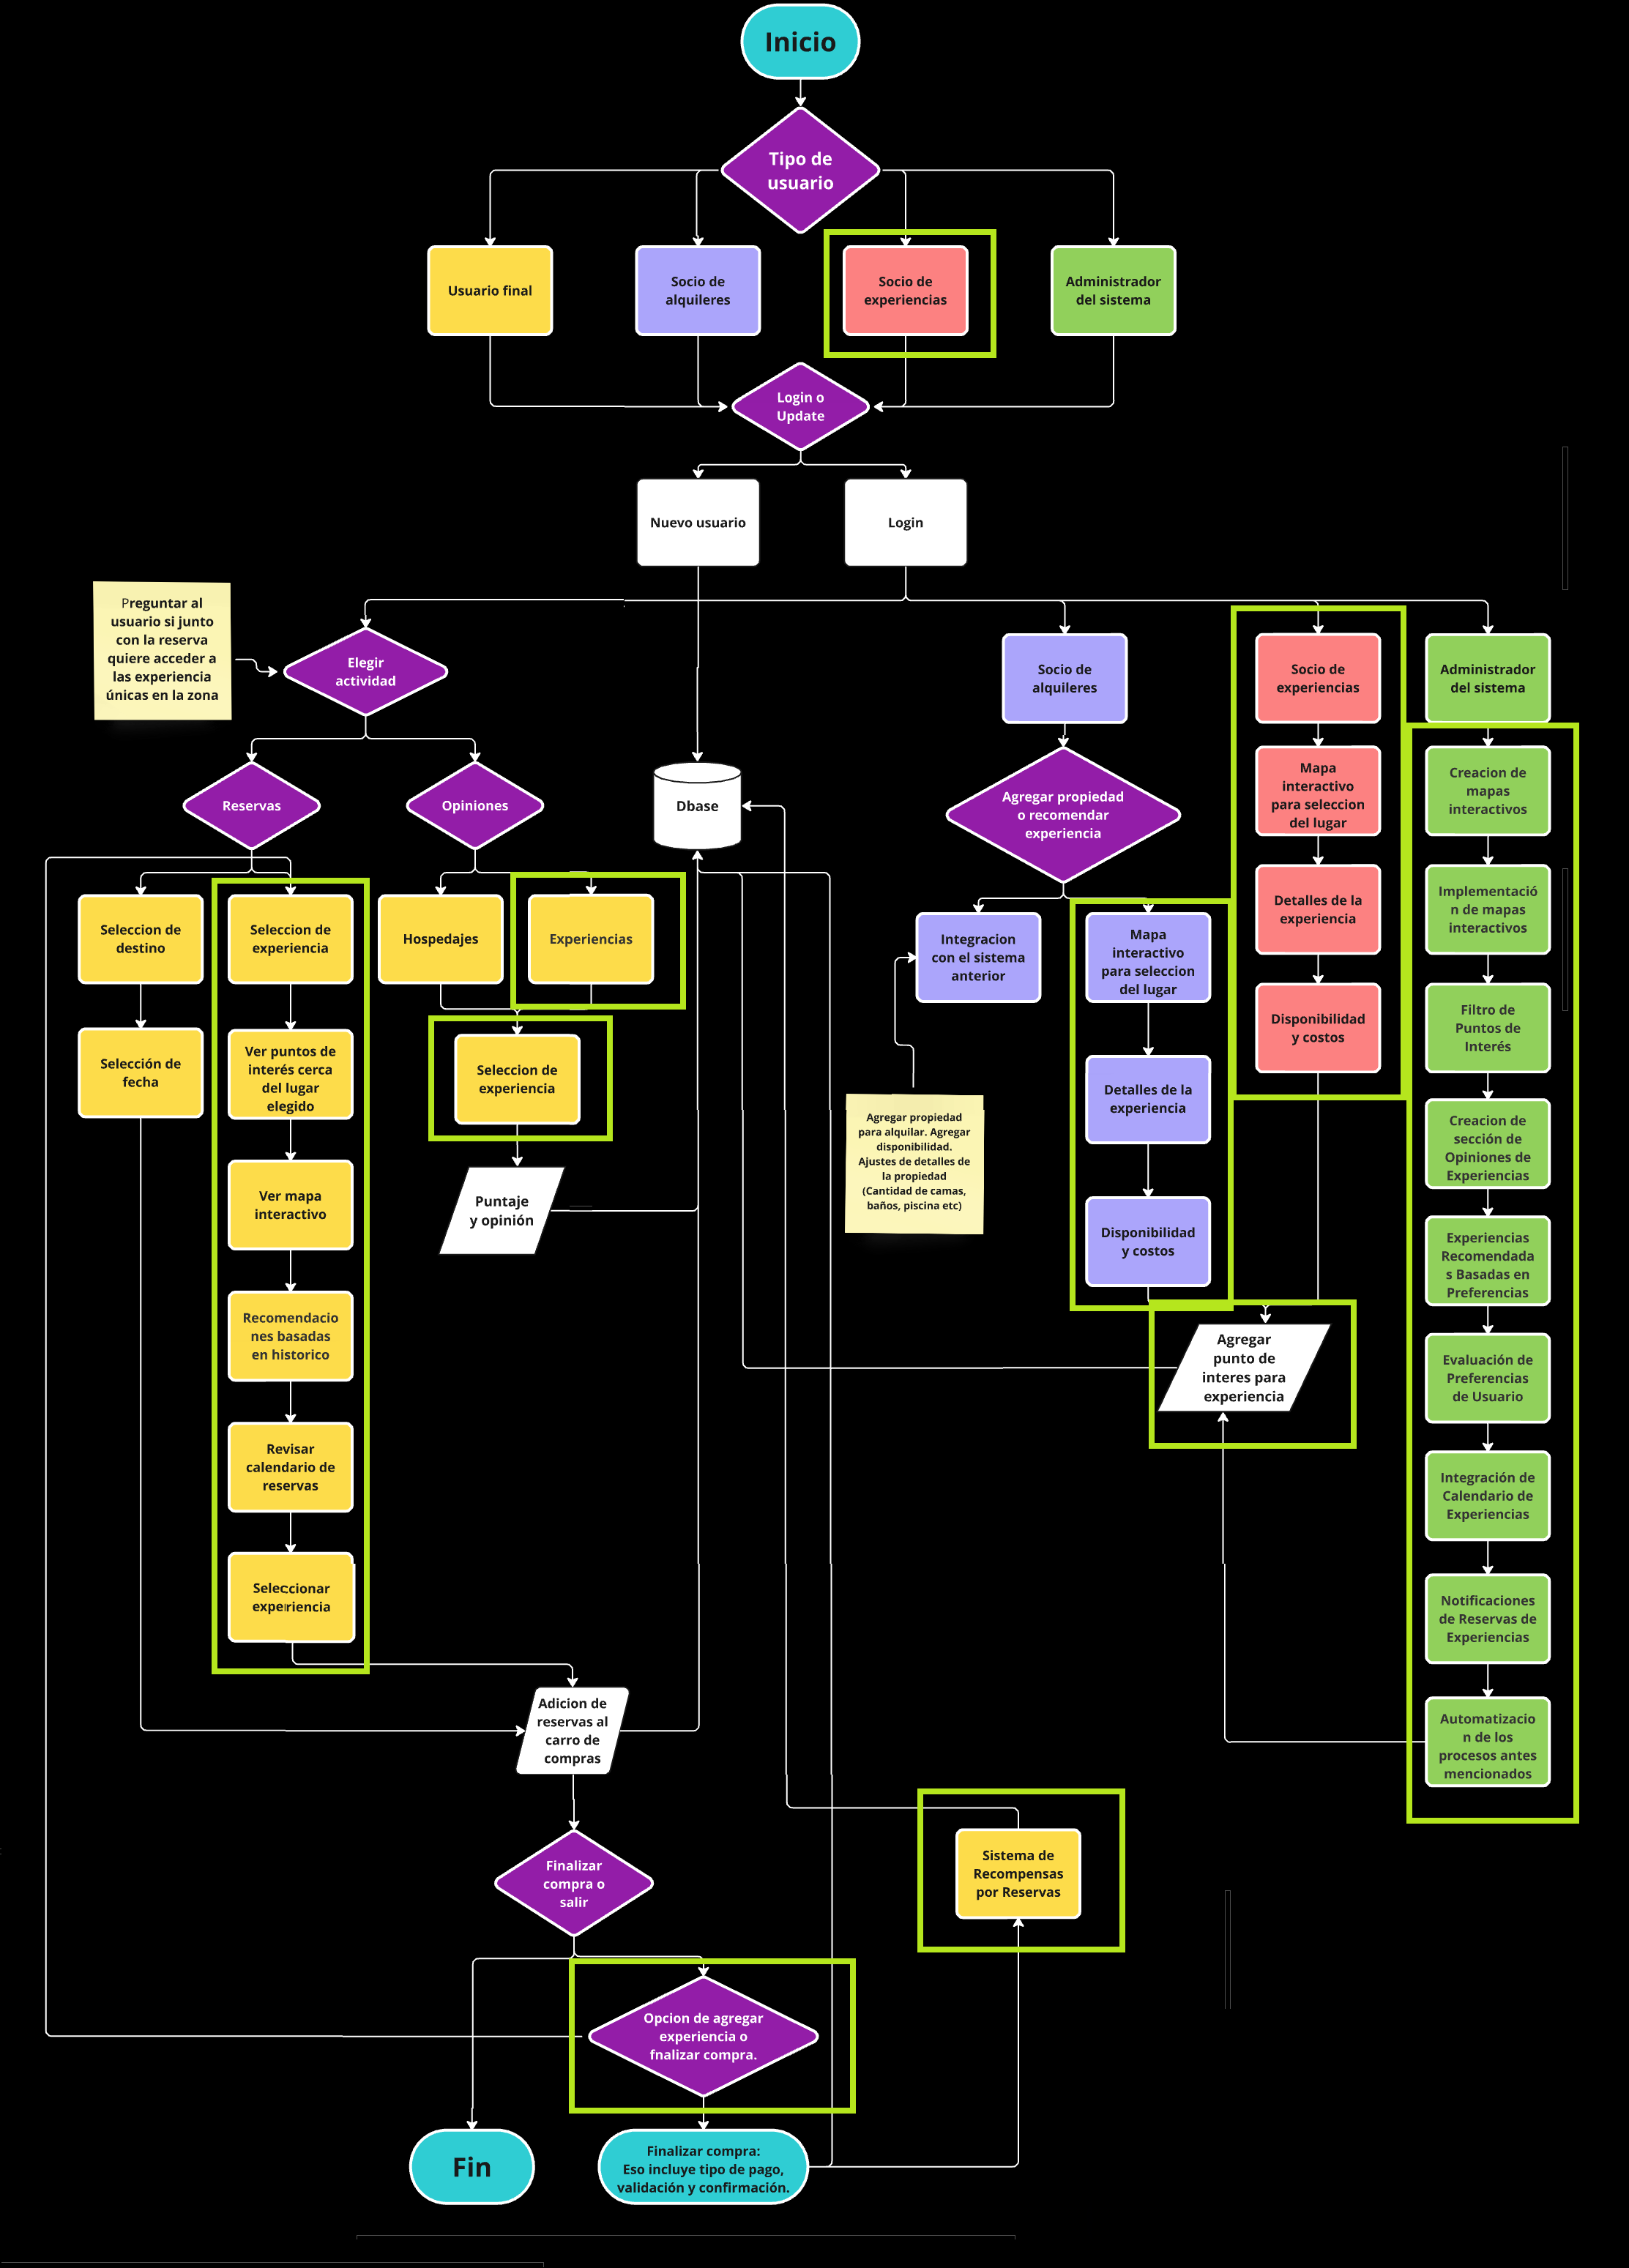 Inicio
Tipo de
usuario
Usuario final
Socio de
alquileres
Socio de
experiencias
Administrador
del sistema
Login o
Update
Nuevo usuario
Login
Preguntar al
usuario si junto
con la reserva
quiere acceder a
las experiencia
únicas en la zona
Elegir
actividad
Socio de
alquileres
Socio de
experiencias
Administrador
del sistema
Reservas
Opiniones
Dbase
Agregar propiedad
o recomendar
experiencia
Mapa
interactivo
para seleccion
del lugar
Creacion de
mapas
interactivos
Seleccion de
destino
Seleccion de
experiencia
Hospedajes
Experiencias
Integracion
con el sistema
anterior
Mapa
interactivo
para seleccion
del lugar
Detalles de la
experiencia
Implementació
n de mapas
interactivos
Selección de
fecha
Ver puntos de
interés cerca
del lugar
elegido
Seleccion de
experiencia
Disponibilidad
y costos
Filtro de
Puntos de
Interés
Agregar propiedad
para alquilar. Agregar
disponibilidad.
Ajustes de detalles de
la propiedad
(Cantidad de camas,
baños, piscina etc)
Detalles de la
experiencia
Creacion de
sección de
Opiniones de
Experiencias
Ver mapa
interactivo
Puntaje
y opinión
Disponibilidad
y costos
Experiencias
Recomendada
s Basadas en
Preferencias
Recomendacio
nes basadas
en historico
Agregar
punto de
interes para
experiencia
Evaluación de
Preferencias
de Usuario
Revisar
calendario de
reservas
Integración de
Calendario de
Experiencias
Seleccionar
experiencia
Notificaciones
de Reservas de
Experiencias
Adicion de
reservas al
carro de
compras
Automatizacio
n de los
procesos antes
mencionados
Finalizar
compra o
salir
Sistema de
Recompensas
por Reservas
Opcion de agregar
experiencia o
fnalizar compra.
Fin
Finalizar compra:
Eso incluye tipo de pago,
validación y confirmación.